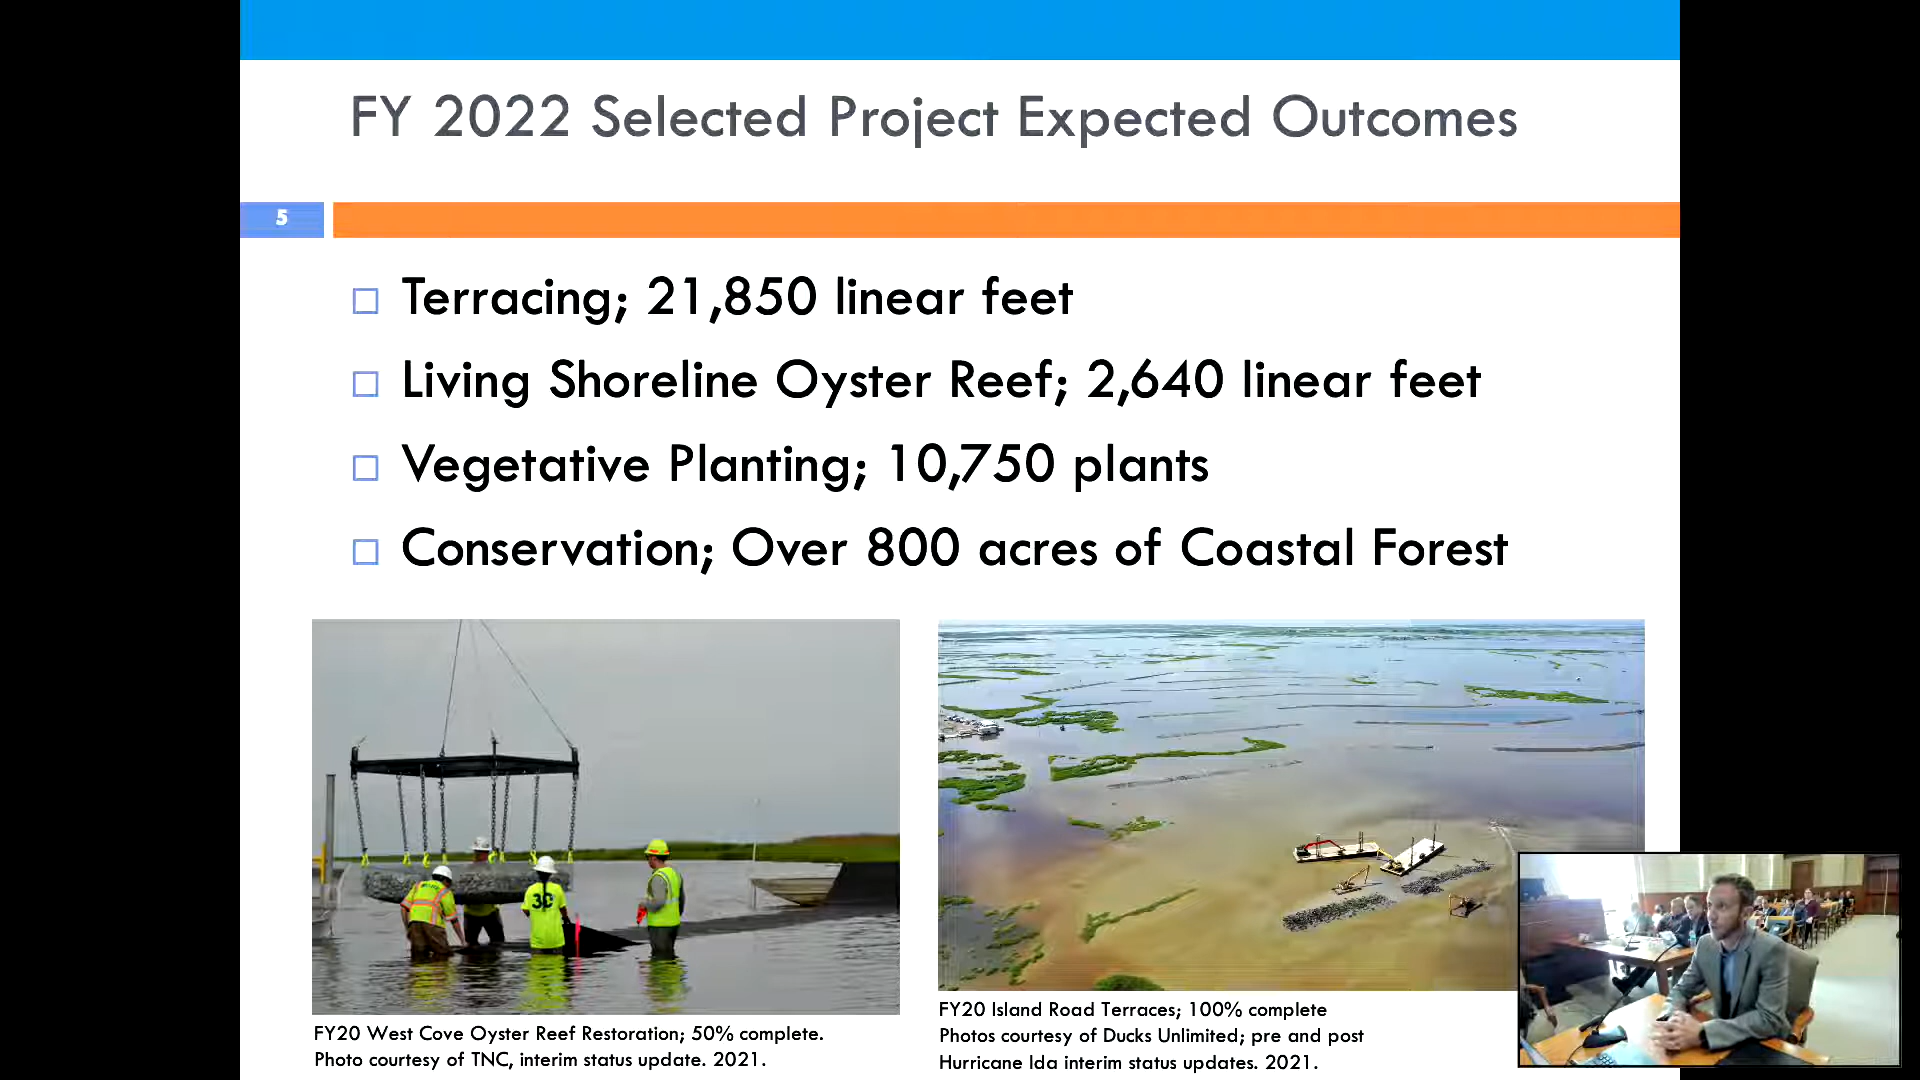 FY 2022 Selected Project Expected Outcomes
5
Terracing; 21,850 linear feet
Living Shoreline Oyster Reef; 2,640 linear feet
Vegetative Planting; 10,750 plants
Conservation; Over 800 acres of Coastal Forest
FY20 West Cove Oyster Reef Restoration; 50% complete.
Photo courtesy of TNC, interim status update. 2021.
FY20 Island Road Terraces; 100% complete
Photos courtesy of Ducks Unlimited; pre and post
Hurricane Ida interim status updates. 2021.